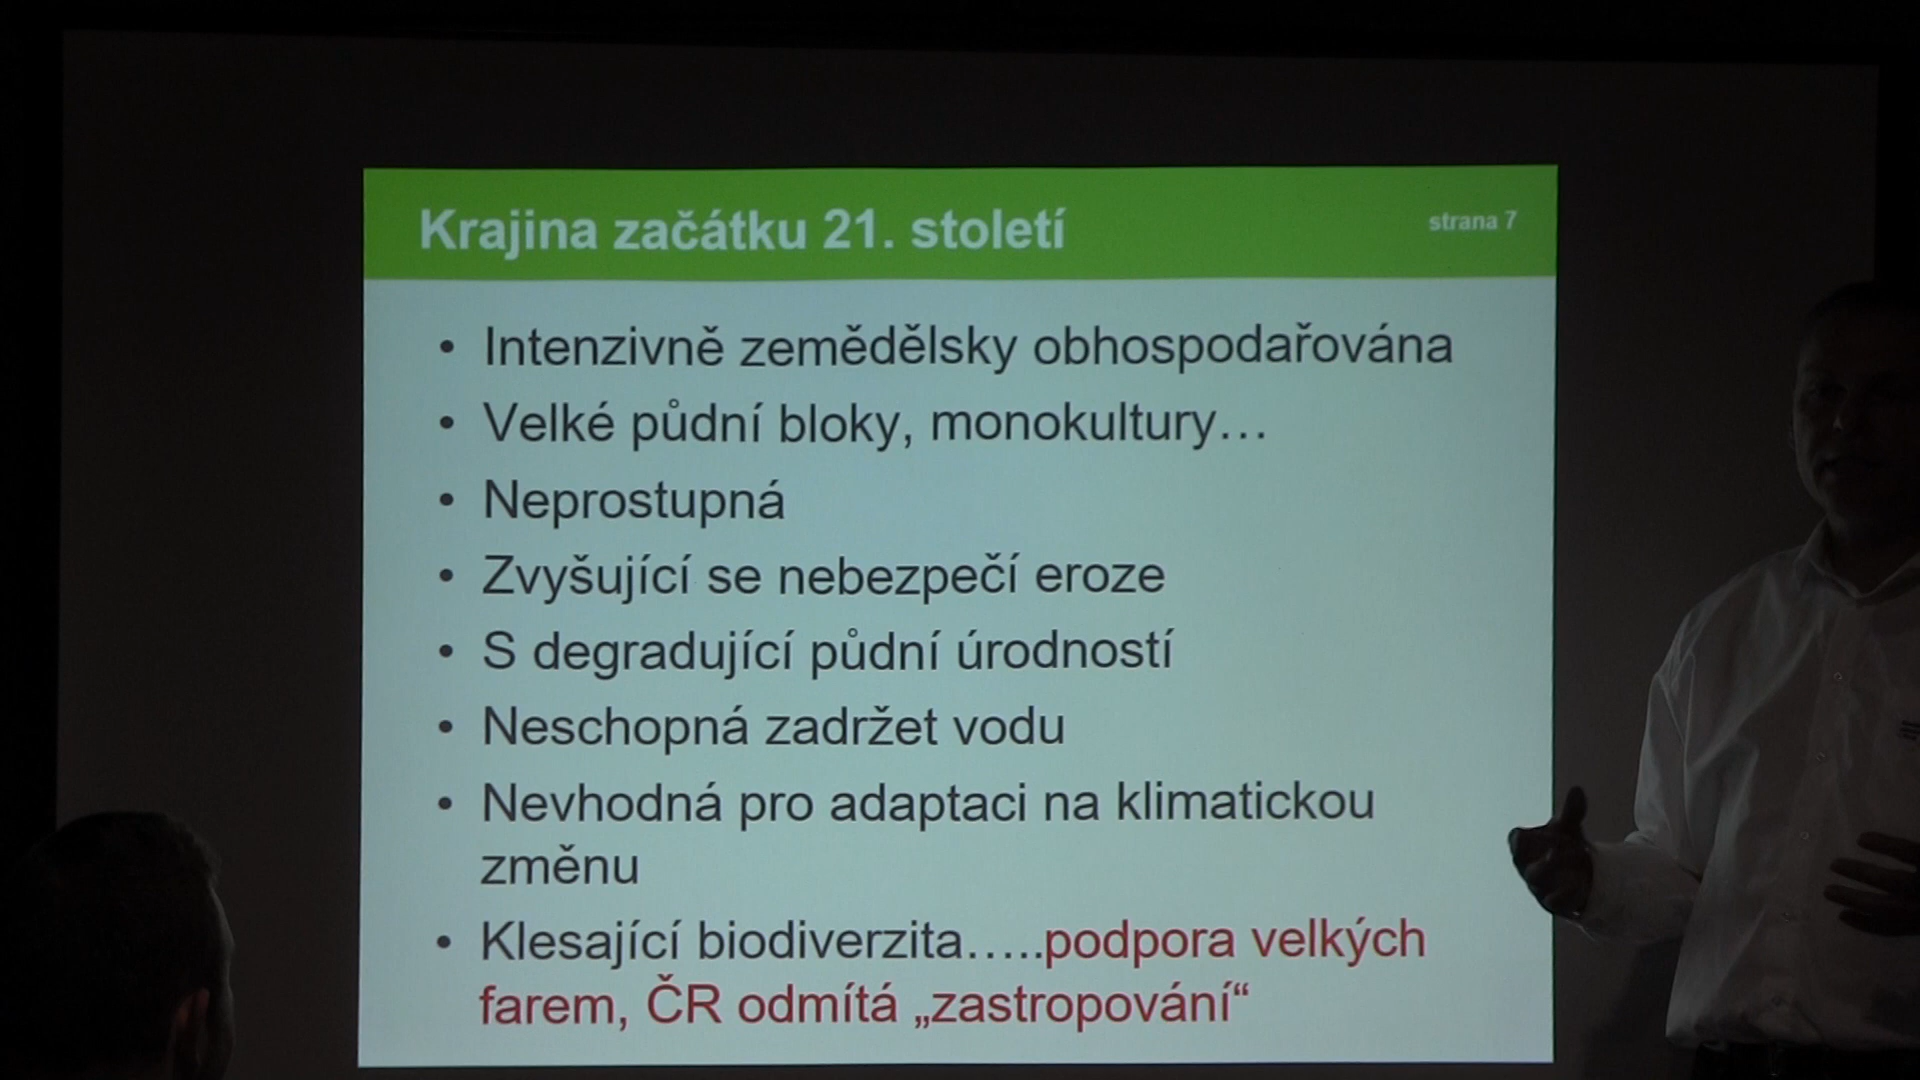 Krajina začátku 21. století
strana 7
• Intenzivně zemědělsky obhospodařována
• Velké půdní bloky, monokultury…
• Neprostupná
• Zvyšující se nebezpečí eroze
• S degradující půdní úrodností
• Neschopná zadržet vodu
• Nevhodná pro adaptaci na klimatickou
změnu
• Klesající biodiverzita…..podpora velkých
farem, ČR odmítá „zastropování“